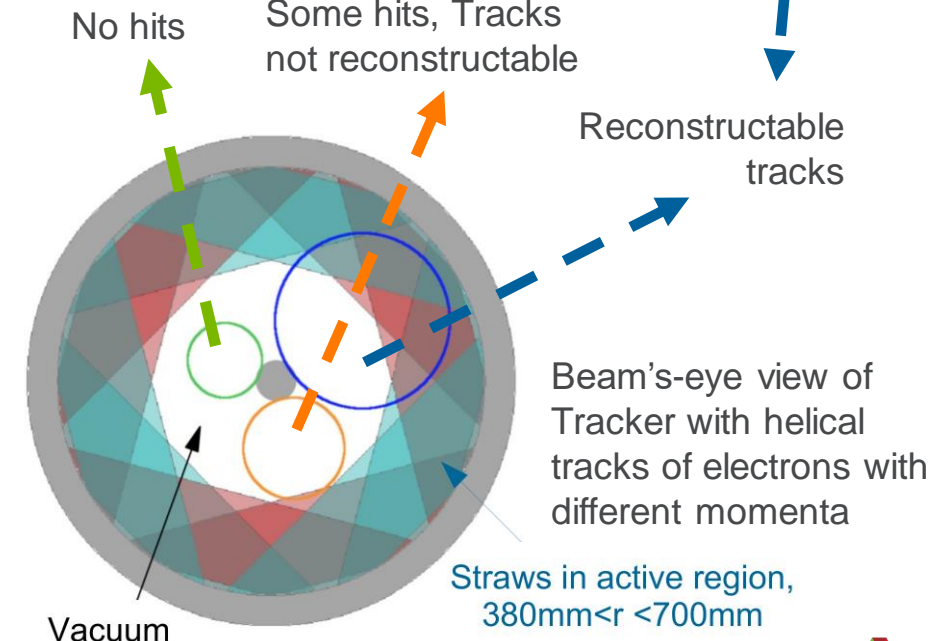 No hits
Some hits, Tracks
not reconstructable
Reconstructable
tracks
Beam's-eye view of
Tracker with helical
tracks of electrons with
different momenta
Straws in active region,
380mm<r <700mm
Vacuum